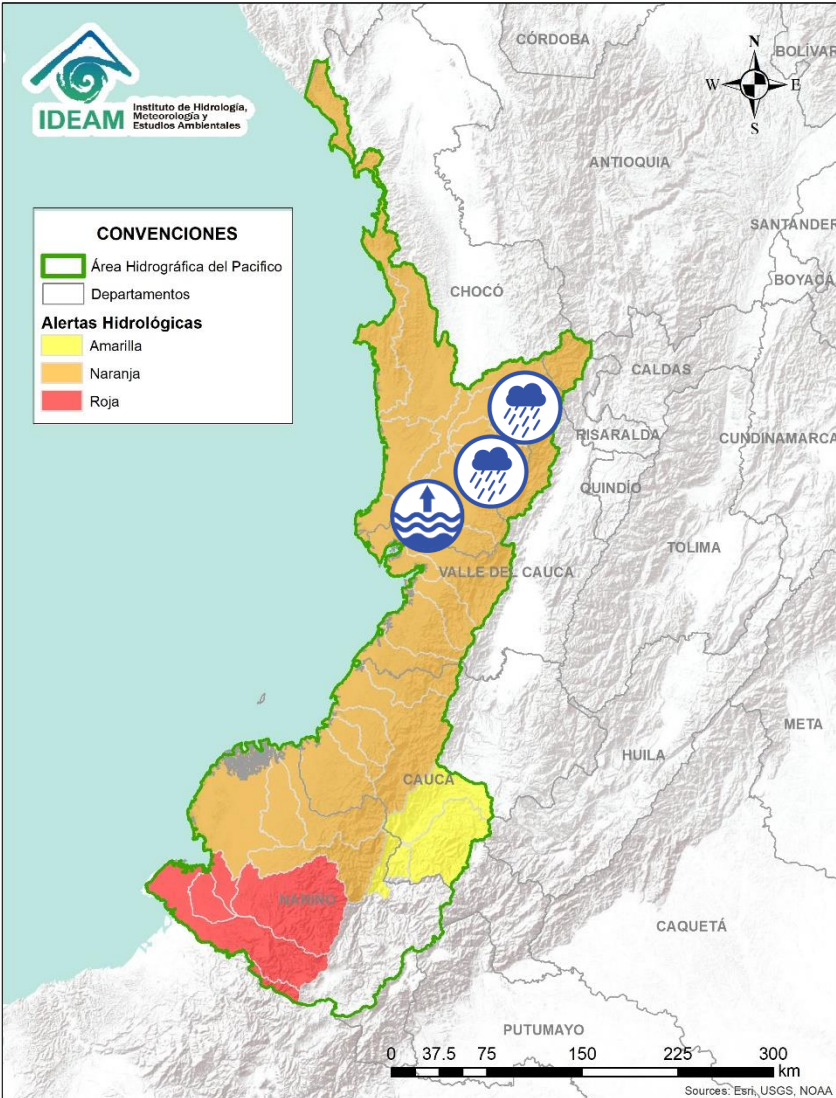 IDEAM
Instituto de Hidrología,
Meteorología y
Estudios Ambientales
N
W
E
S
CÓRDOBA
BOLÍVAR
ANTIOQUIA
SANTANDER
BOYACÁ
CHOCÓ
CALDAS
RISARALDA
CUNDINAMARCA
QUINDÍO
TOLIMA
VALLE DEL CAUCA
META
HUILA
CAUCA
NARIÑO
CAQUETÁ
PUTUMAYO
CONVENCIONES
Área Hidrográfica del Pacifico
Departamentos
Alertas Hidrológicas
Amarilla
Naranja
Roja
0 37.5 75 150 225 300
km
Sources: Esri, USGS, NOAA